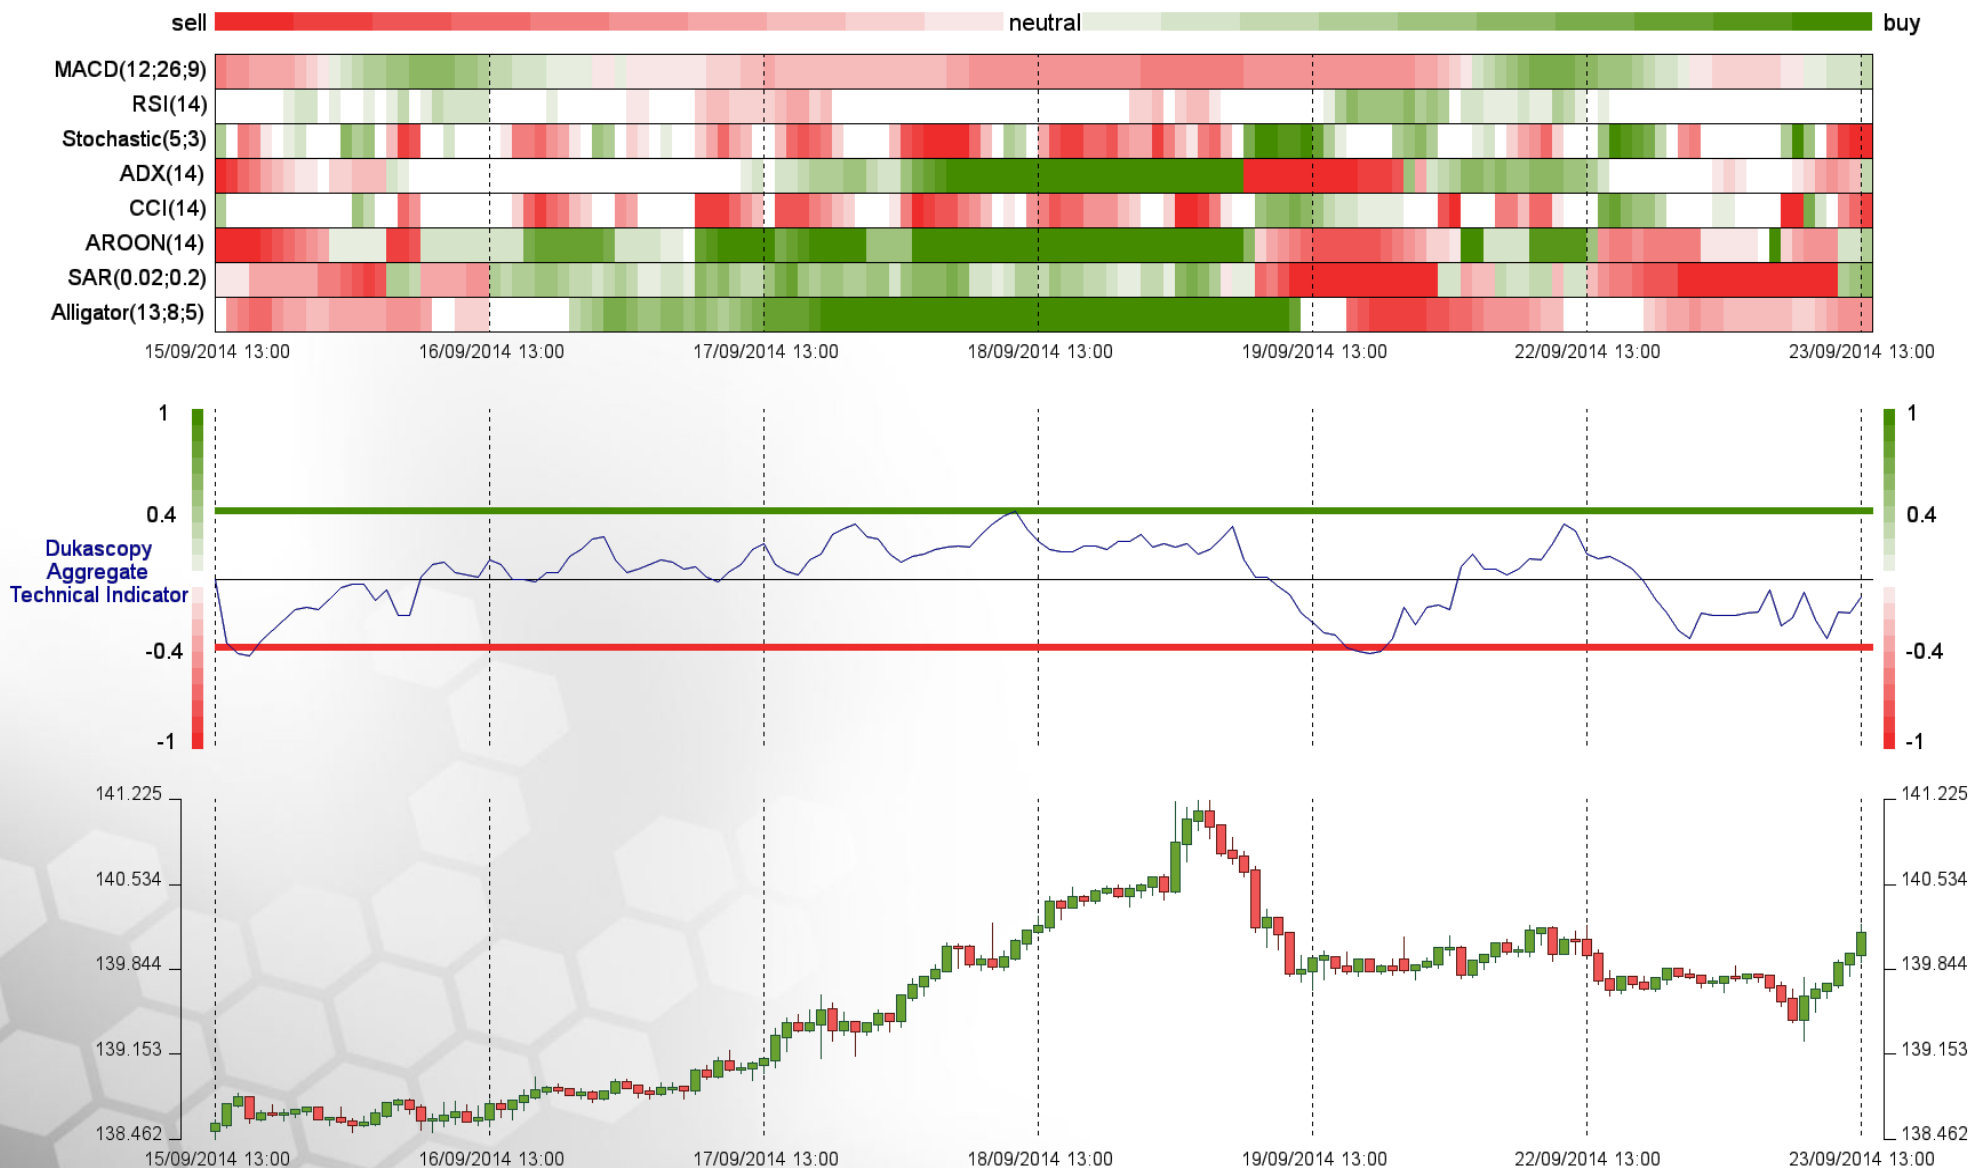 sell neutral buy
MACD(12;26;9)
RSI(14)
Stochastic(5;3)
ADX(14)
CCI(14)
AROON(14)
SAR(0.02;0.2)
Alligator(13;8;5)
15/09/2014 13:00 16/09/2014 13:00 17/09/2014 13:00 18/09/2014 13:00 19/09/2014 13:00 22/09/2014 13:00 23/09/2014 13:00
1 1
0.4 0.4
Dukascopy
Aggregate
Technical Indicator
-0.4 -0.4
-1 -1
141.225 141.225
140.534 140.534
139.844 139.844
139.153 139.153
138.462 138.462
15/09/2014 13:00 16/09/2014 13:00 17/09/2014 13:00 18/09/2014 13:00 19/09/2014 13:00 22/09/2014 13:00 23/09/2014 13:00